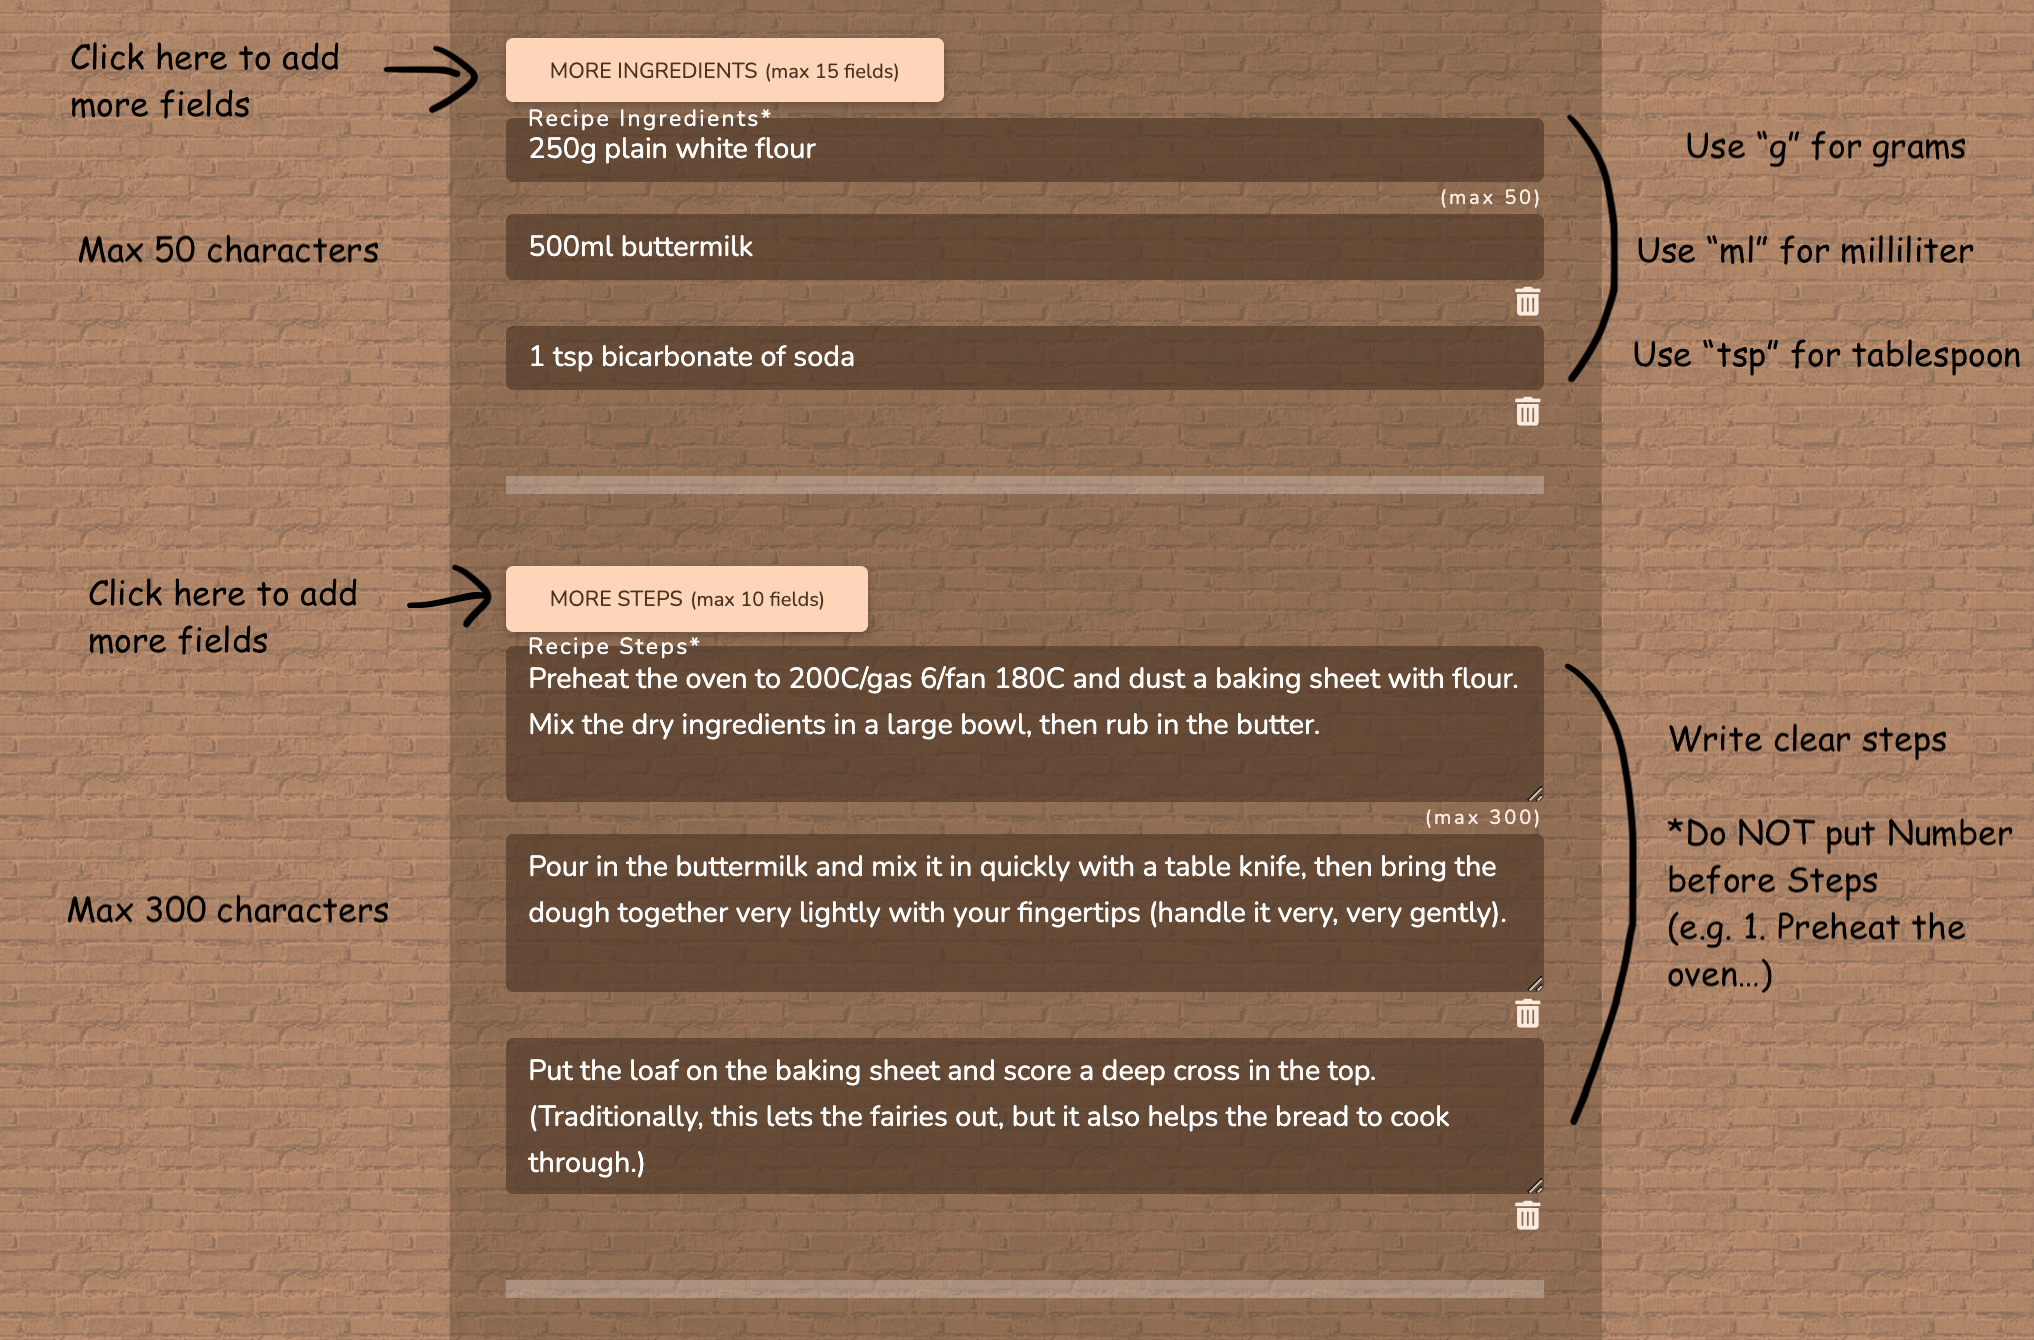 Click here to add
more fields
MORE INGREDIENTS (max 15 fields)
Recipe Ingredients*
250g plain white flour
(max 50)
Use “g” for grams
Max 50 characters
500ml buttermilk
Use “ml” for milliliter
1 tsp bicarbonate of soda
Use “tsp” for tablespoon
Click here to add
more fields
MORE STEPS (max 10 fields)
Recipe Steps*
Preheat the oven to 200C/gas 6/fan 180C and dust a baking sheet with flour.
Mix the dry ingredients in a large bowl, then rub in the butter.
(max 300)
Write clear steps
Max 300 characters
Pour in the buttermilk and mix it in quickly with a table knife, then bring the
dough together very lightly with your fingertips (handle it very, very gently).
*Do NOT put Number
before Steps
(e.g. 1. Preheat the
oven...)
Put the loaf on the baking sheet and score a deep cross in the top.
(Traditionally, this lets the fairies out, but it also helps the bread to cook
through.)